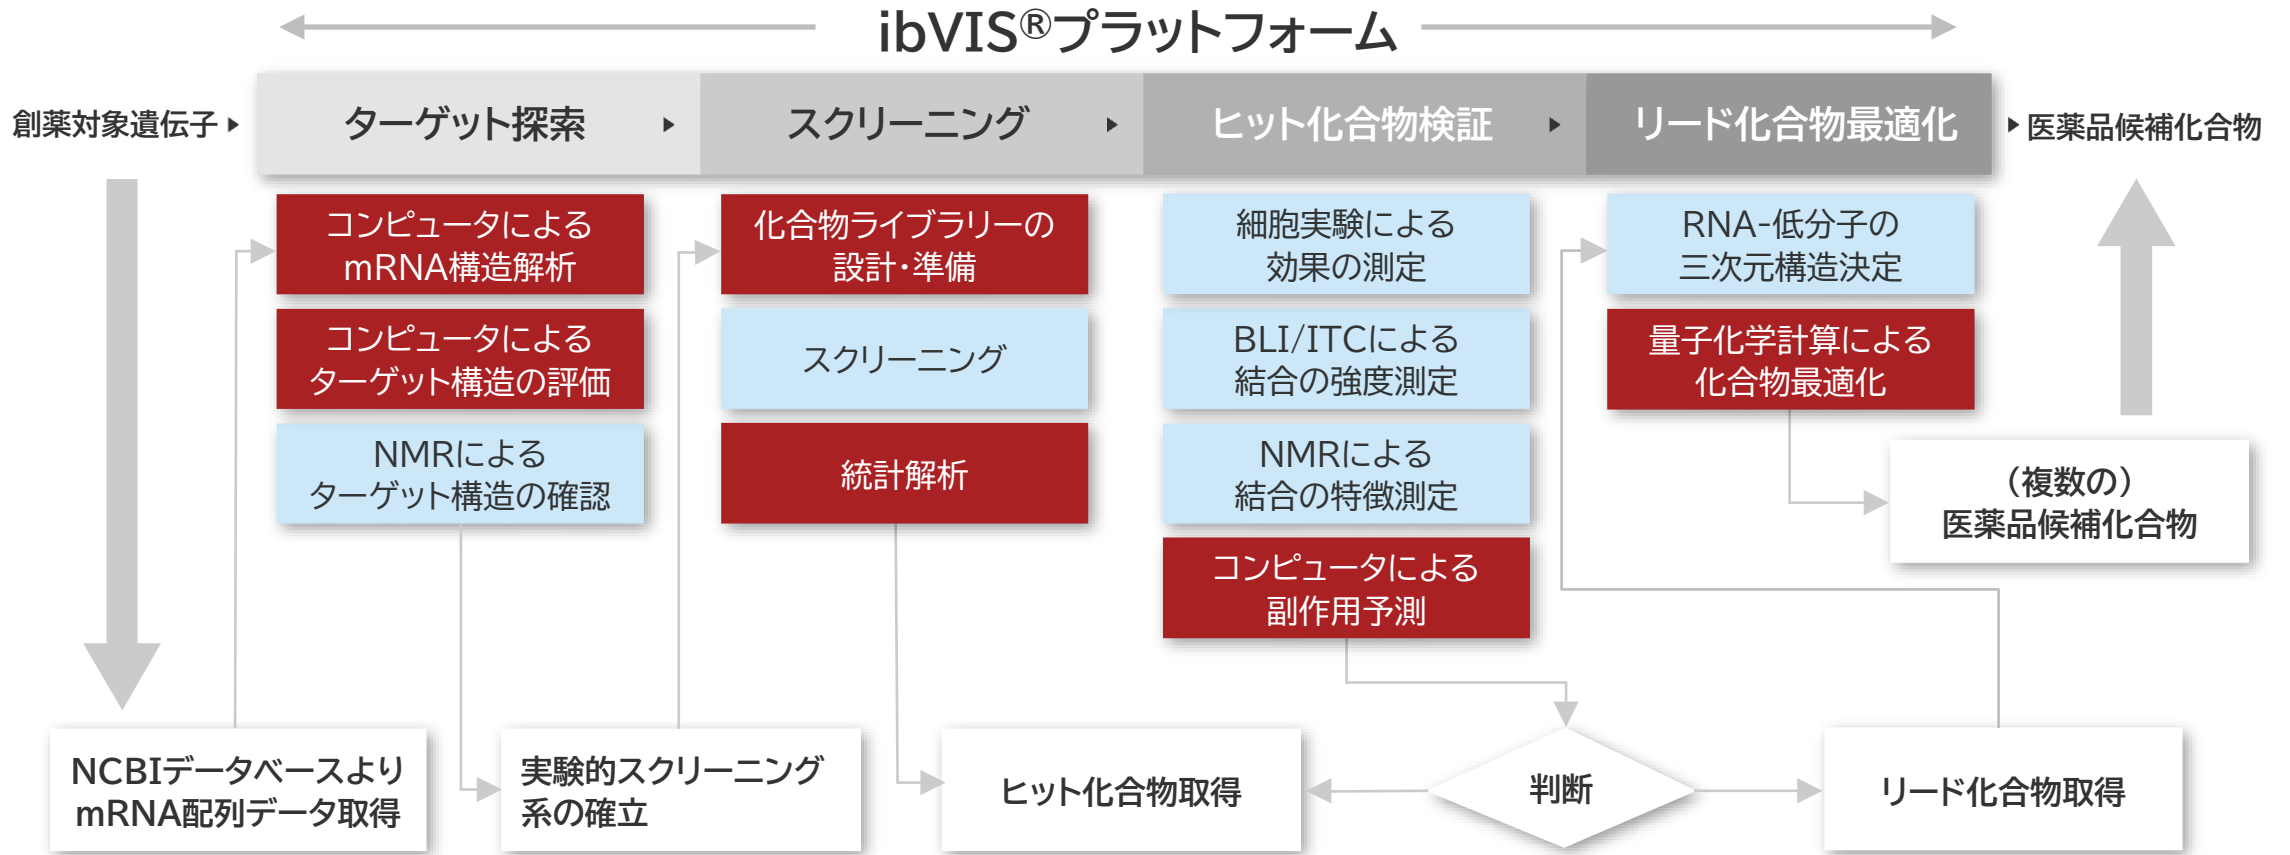 ibVIS®プラットフォーム
創薬対象遺伝子
ターゲット探索
スクリーニング
ヒット化合物検証
リード化合物最適化
医薬品候補化合物
コンピュータによる
mRNA構造解析
コンピュータによる
ターゲット構造の評価
NMRによる
ターゲット構造の確認
化合物ライブラリーの
設計・準備
スクリーニング
統計解析
細胞実験による
効果の測定
BLI/ITCによる
結合の強度測定
NMRによる
結合の特徴測定
コンピュータによる
副作用予測
RNA-低分子の
三次元構造決定
量子化学計算による
化合物最適化
（複数の）
医薬品候補化合物
NCBIデータベースより
mRNA配列データ取得
実験的スクリーニング
系の確立
ヒット化合物取得
判断
リード化合物取得